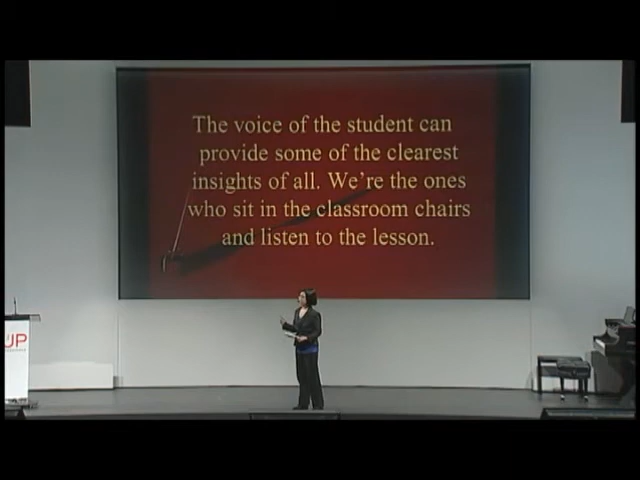 The voice of the student can
provide some of the clearest
insights of all. We're the ones
who sit in the classroom chairs
and listen to the lesson.
UP